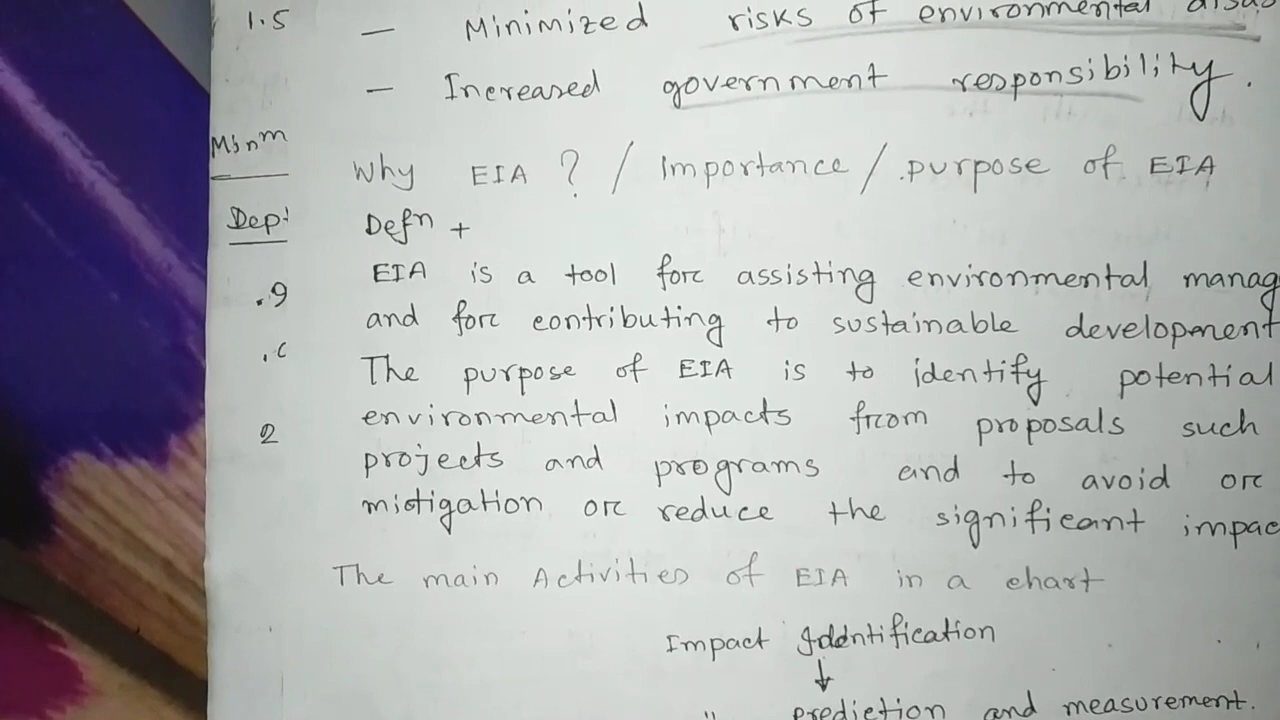 1.5 — Minimized risks of environmental
— Increased government responsibility.
Minm
Why EIA ? / Importance / purpose of EIA
Dep:
Defn +
EIA is a tool for assisting environmental manag
.9
and for contributing to sustainable development
.c
The purpose of EIA is to identify potential
environmental impacts from proposals such
2
projects and programs and to avoid or
mistigation or reduce the significant impac
The main Activities of EIA in a chart
Impact Identification
↓
" prediction and measurement.